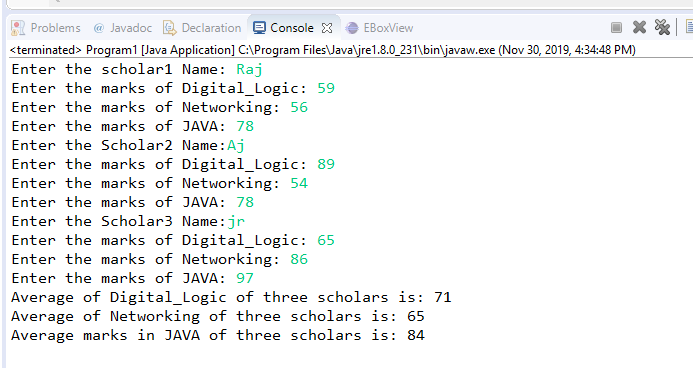 Problems @ Javadoc Declaration Console EBoxView
<terminated> Program1 [Java Application] C:\Program Files\Java\jre1.8.0_231\bin\javaw.exe (Nov 30, 2019, 4:34:48 PM)
Enter the scholar1 Name: Raj
Enter the marks of Digital_Logic: 59
Enter the marks of Networking: 56
Enter the marks of JAVA: 78
Enter the Scholar2 Name:Aj
Enter the marks of Digital_Logic: 89
Enter the marks of Networking: 54
Enter the marks of JAVA: 78
Enter the Scholar3 Name:jr
Enter the marks of Digital_Logic: 65
Enter the marks of Networking: 86
Enter the marks of JAVA: 97
Average of Digital_Logic of three scholars is: 71
Average of Networking of three scholars is: 65
Average marks in JAVA of three scholars is: 84